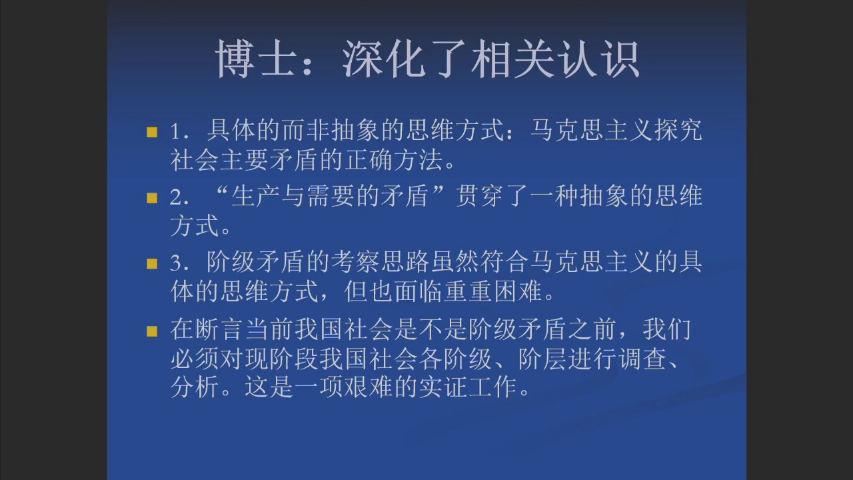 博士：深化了相关认识
1．具体的而非抽象的思维方式：马克思主义探究
社会主要矛盾的正确方法。
2．“生产与需要的矛盾”贯穿了一种抽象的思维
方式。
3．阶级矛盾的考察思路虽然符合马克思主义的具
体的思维方式，但也面临重重困难。
在断言当前我国社会是不是阶级矛盾之前，我们
必须对现阶段我国社会各阶级、阶层进行调查、
分析。这是一项艰难的实证工作。